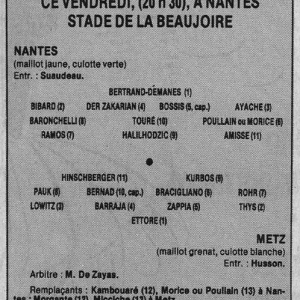 CE VENDREDI, (20 h 30), A NANTES
STADE DE LA BEAUJOIRE
NANTES
(maillot jaune, culotte verte)
Entr. : Suaudeau.
BERTRAND-DEMANES (1)
BIBARD (2) DER ZAKARIAN (4) BOSSIS (5, cap.) AYACHE (3)
BARONCHELLI (8) TOURÉ (10) POULLAIN ou MORICE (6)
RAMOS (7) HALILHODZIC (9) AMISSE (11)
HINSCHBERGER (11) KURBOS (9)
PAUK (8) BERNAD (10, cap.) BRACIGLIANO (6) ROHR (7)
LOWITZ (3) BARRAJA (4) ZAPPIA (5) THYS (2)
ETTORE (1)
METZ
(maillot grenat, culotte blanche)
Entr. : Husson.
Arbitre : M. De Zayas.
Remplaçants : Kambouaré (12), Morice ou Poullain (13) à Nan-
tes ; Morgante (12), Micciche (13) à Metz.